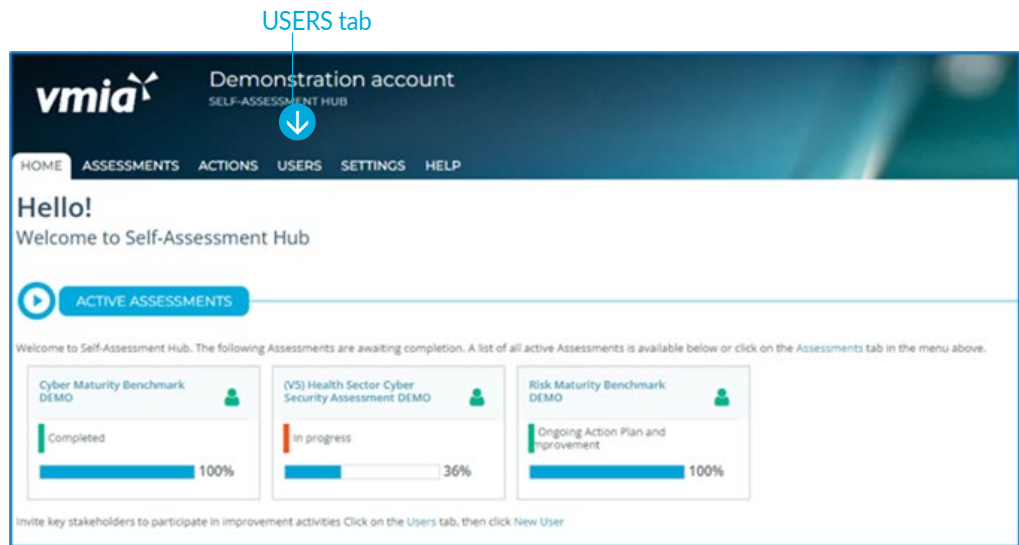 USERS tab
vmia
Demonstration account
SELF-ASSESSMENT HUB
HOME ASSESSMENTS ACTIONS USERS SETTINGS HELP
Hello!
Welcome to Self-Assessment Hub
ACTIVE ASSESSMENTS
Welcome to Self-Assessment Hub. The following Assessments are awaiting completion. A list of all active Assessments is available below or click on the Assessments tab in the menu above.
Cyber Maturity Benchmark
DEMO
Completed
100%
(V5) Health Sector Cyber
Security Assessment DEMO
In progress
36%
Risk Maturity Benchmark
DEMO
Ongoing Action Plan and
mprovement
100%
Invite key stakeholders to participate in improvement activities Click on the Users tab, then click New User